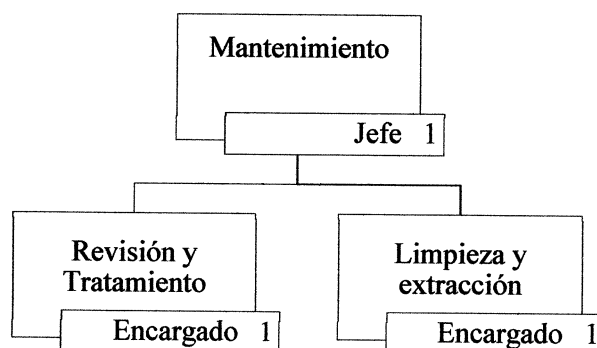 Mantenimiento
Jefe 1
Revisión y
Tratamiento
Encargado 1
Limpieza y
extracción
Encargado 1